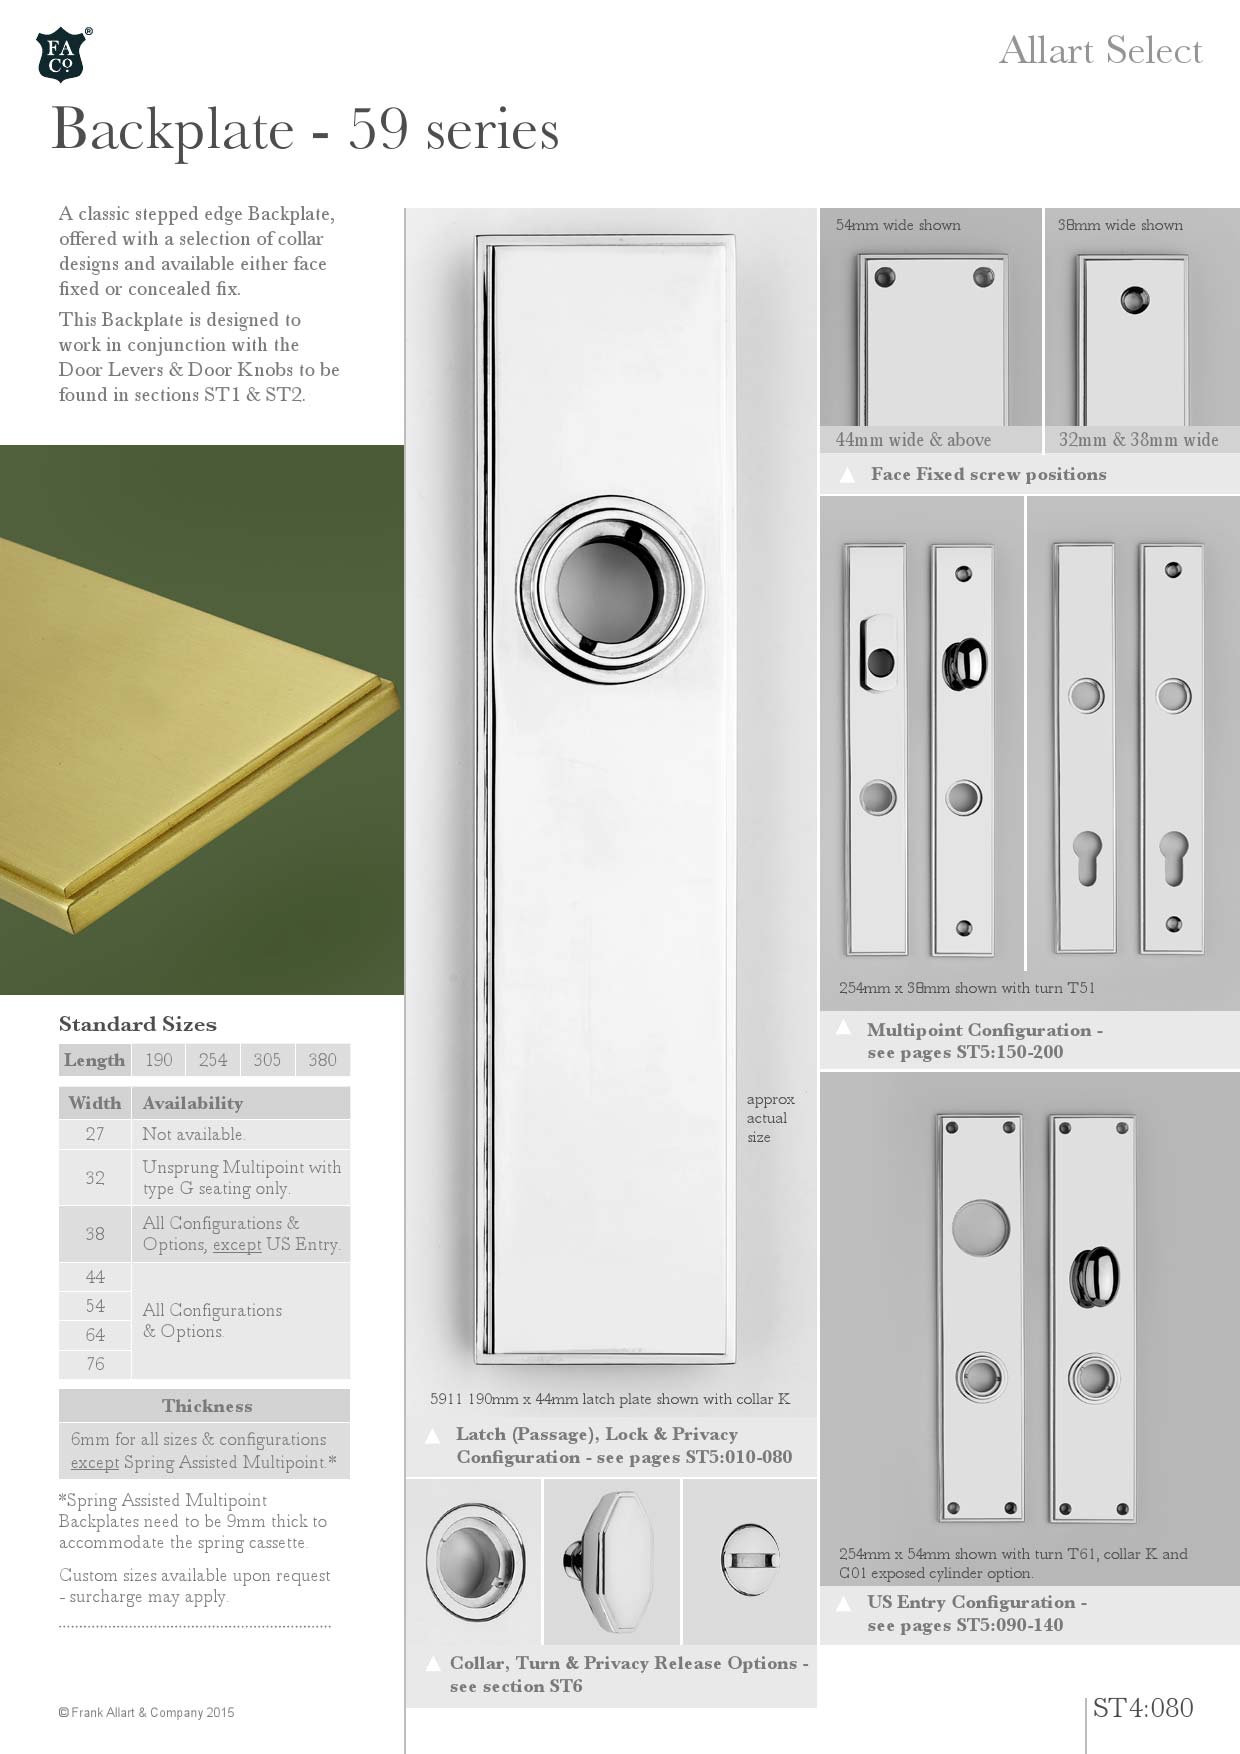 FA
Co.
®
Allart Select
Backplate - 59 series
A classic stepped edge Backplate,
offered with a selection of collar
designs and available either face
fixed or concealed fix.
This Backplate is designed to
work in conjunction with the
Door Levers & Door Knobs to be
found in sections ST1 & ST2.
Standard Sizes
Length 190 254 305 380
Width Availability
27 Not available.
32 Unsprung Multipoint with
type G seating only.
38 All Configurations &
Options, except US Entry.
44
54
64
76
All Configurations
& Options.
Thickness
6mm for all sizes & configurations
except Spring Assisted Multipoint.*
*Spring Assisted Multipoint
Backplates need to be 9mm thick to
accommodate the spring cassette.
Custom sizes available upon request
- surcharge may apply.
© Frank Allart & Company 2015
approx
actual
size
5911 190mm x 44mm latch plate shown with collar K
Latch (Passage), Lock & Privacy
Configuration - see pages ST5:010-080
Collar, Turn & Privacy Release Options -
see section ST6
54mm wide shown
44mm wide & above
38mm wide shown
32mm & 38mm wide
Face Fixed screw positions
254mm x 38mm shown with turn T51
Multipoint Configuration -
see pages ST5:150-200
254mm x 54mm shown with turn T61, collar K and
C01 exposed cylinder option.
US Entry Configuration -
see pages ST5:090-140
ST4:080